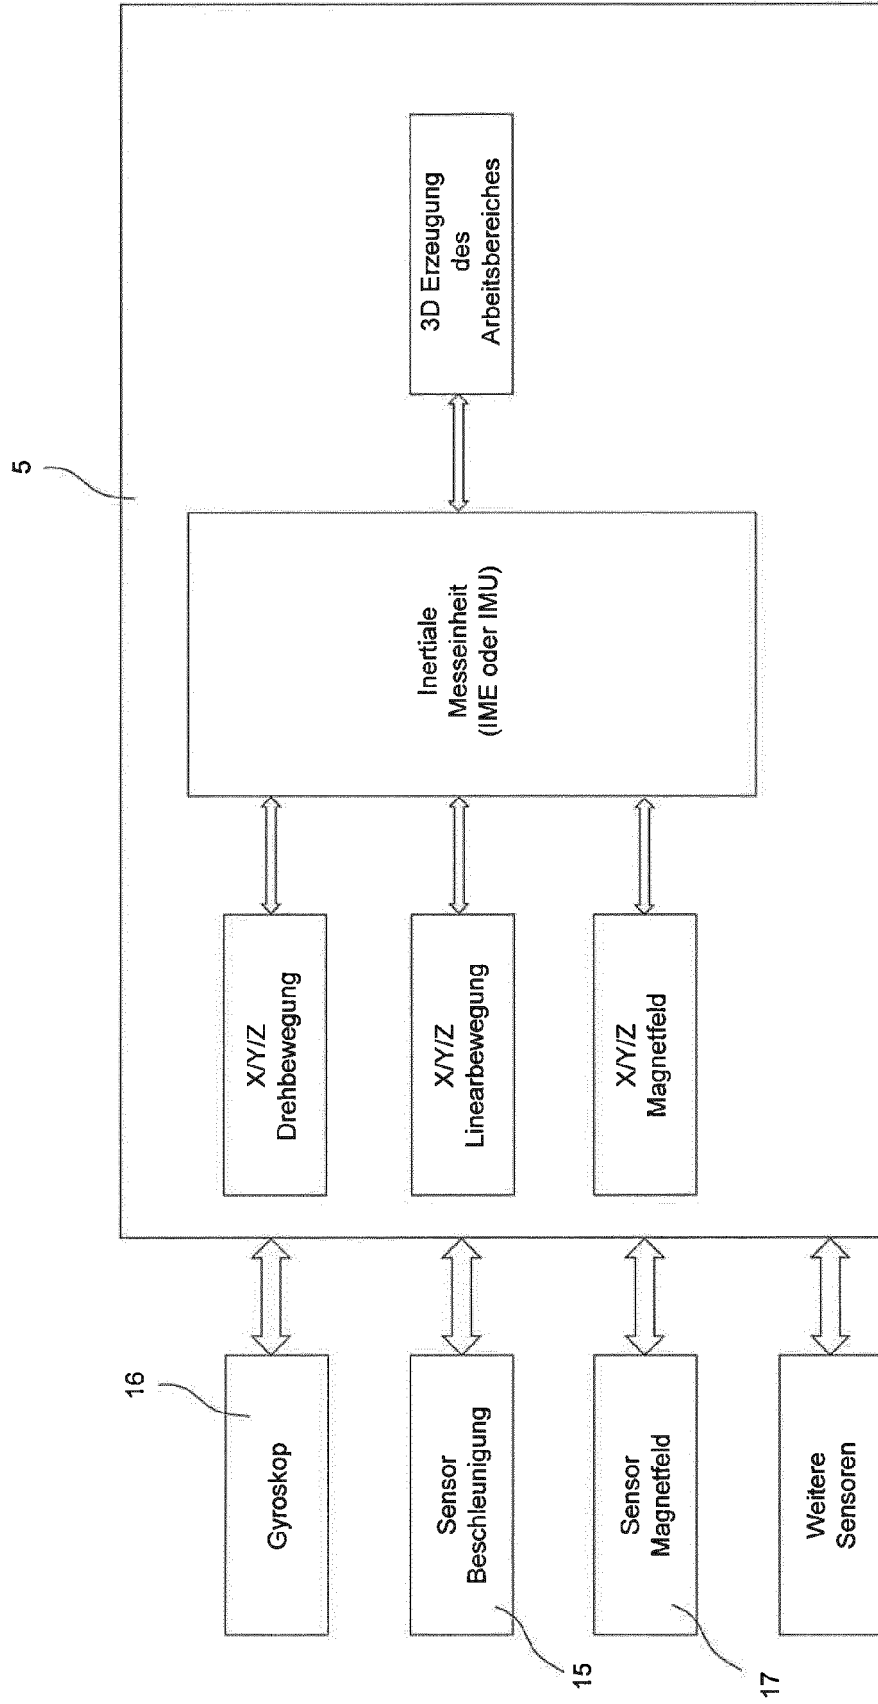 5
16
Gyroskop
X/Y/Z
Drehbewegung
Sensor
Beschleunigung
15
X/Y/Z
Linearbewegung
Inertiale
Messeinheit
(IME oder IMU)
3D Erzeugung
des
Arbeitsbereiches
Sensor
Magnetfeld
17
X/Y/Z
Magnetfeld
Weitere
Sensoren